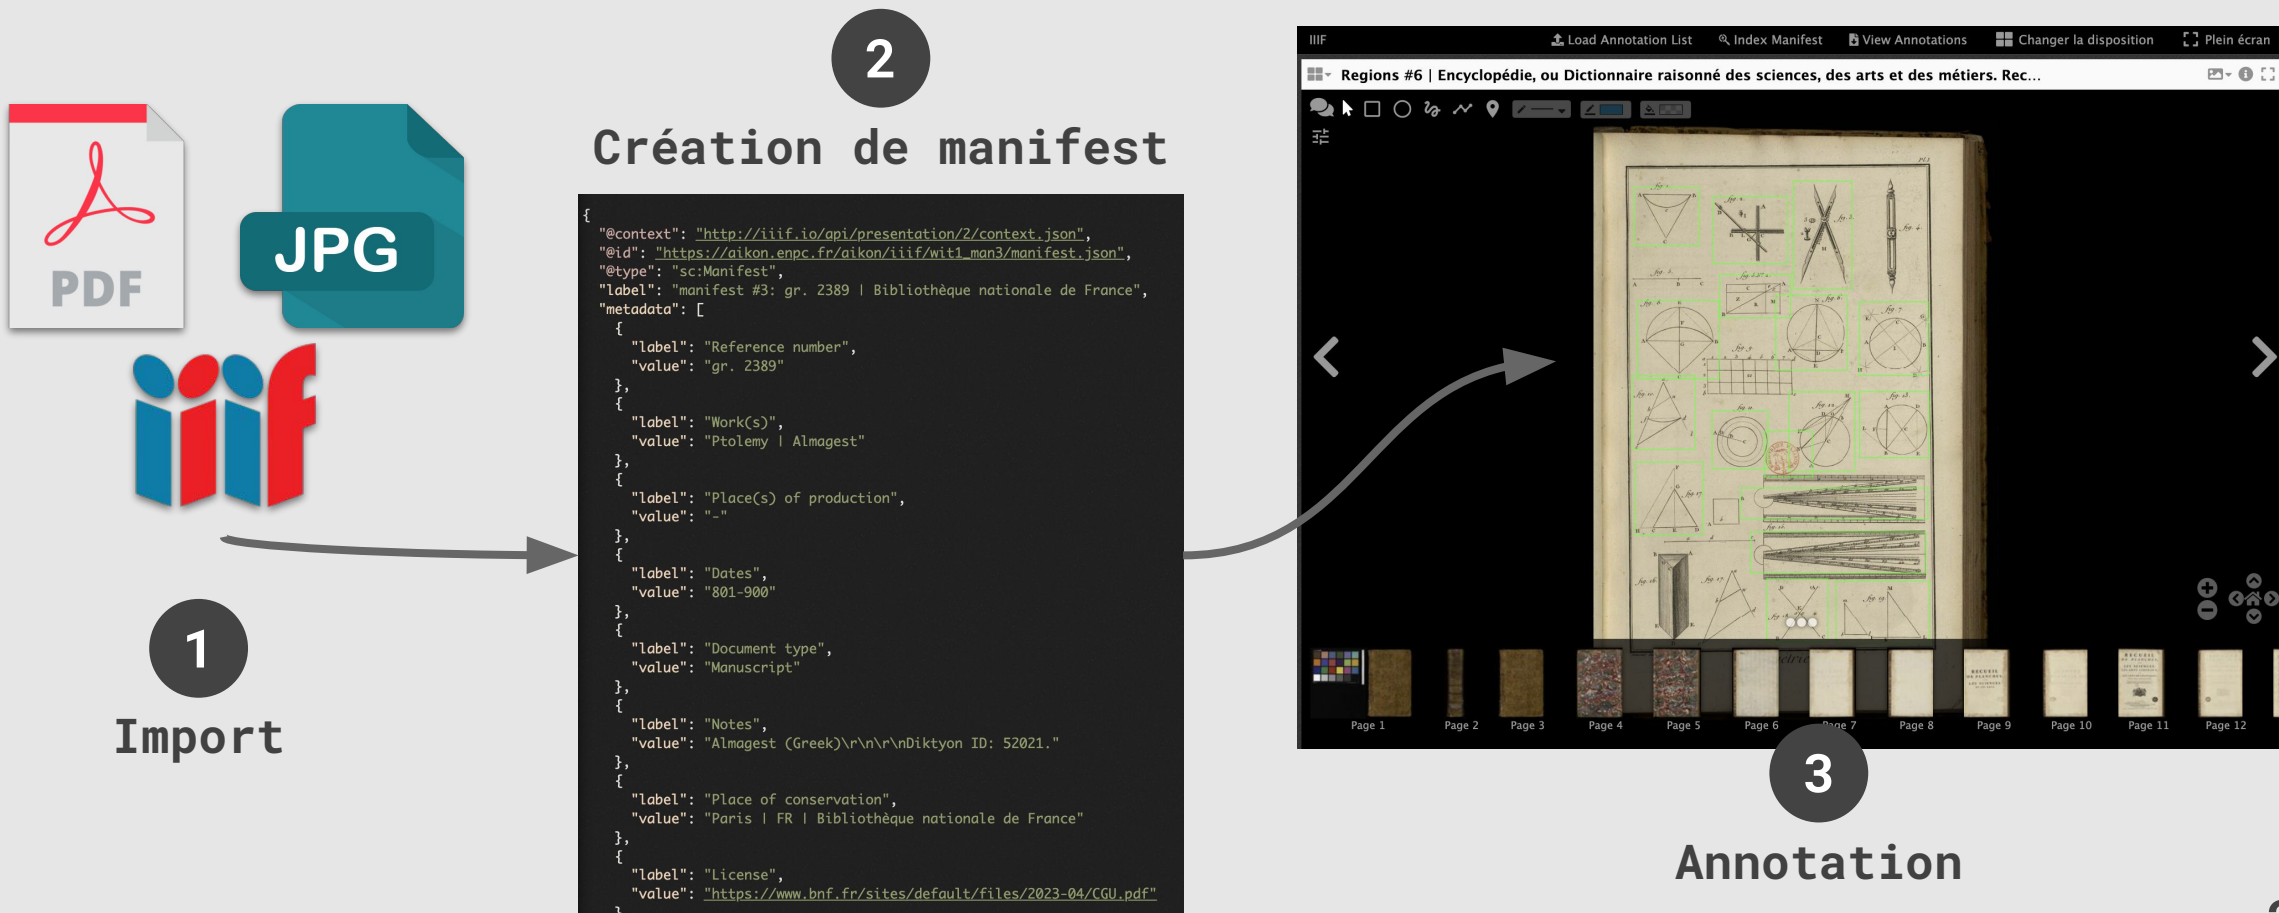 PDF
JPG
iiif
1
Import
2
Création de manifest
{
"@context": "http://iiif.io/api/presentation/2/context.json",
"@id": "https://aikon.enpc.fr/aikon/iiif/wit1_man3/manifest.json",
"@type": "sc:Manifest",
"label": "manifest #3: gr. 2389 | Bibliothèque nationale de France",
"metadata": [
{
"label": "Reference number",
"value": "gr. 2389"
},
{
"label": "Work(s)",
"value": "Ptolemy | Almagest"
},
{
"label": "Place(s) of production",
"value": "-"
},
{
"label": "Dates",
"value": "801-900"
},
{
"label": "Document type",
"value": "Manuscript"
},
{
"label": "Notes",
"value": "Almagest (Greek)\r\n\r\nDiktyon ID: 52021."
},
{
"label": "Place of conservation",
"value": "Paris | FR | Bibliothèque nationale de France"
},
{
"label": "License",
"value": "https://www.bnf.fr/sites/default/files/2023-04/CGU.pdf"
}
IIIF Load Annotation List Index Manifest View Annotations Changer la disposition Plein écran
Regions #6 | Encyclopédie, ou Dictionnaire raisonné des sciences, des arts et des métiers. Rec...
RECUEIL
DE PLANCHES,
RECUEIL
DE PLANCHES,
Page 1 Page 2 Page 3 Page 4 Page 5 Page 6 Page 7 Page 8 Page 9 Page 10 Page 11 Page 12
3
Annotation